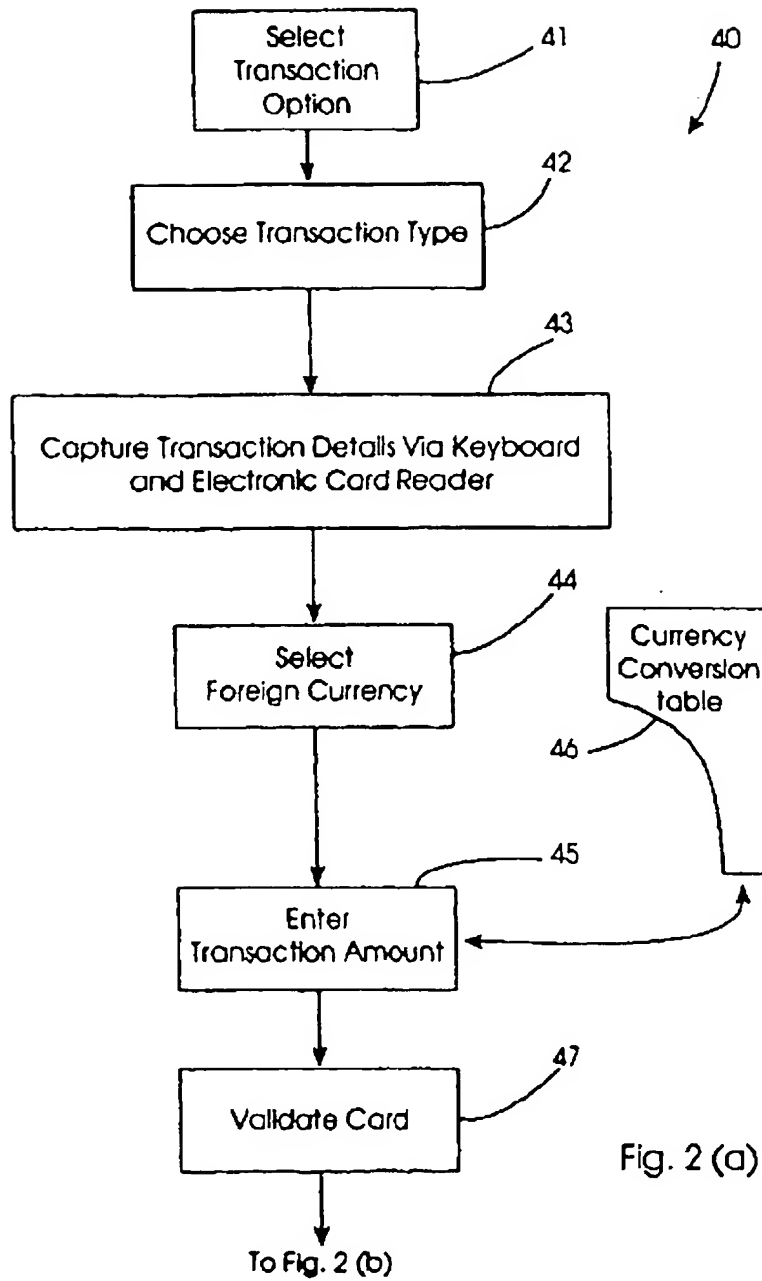 Select
Transaction
Option
41
40
42
Choose Transaction Type
43
Capture Transaction Details Via Keyboard
and Electronic Card Reader
44
Select
Foreign Currency
Currency
Conversion
table
46
45
Enter
Transaction Amount
47
Validate Card
Fig. 2 (a)
To Fig. 2 (b)